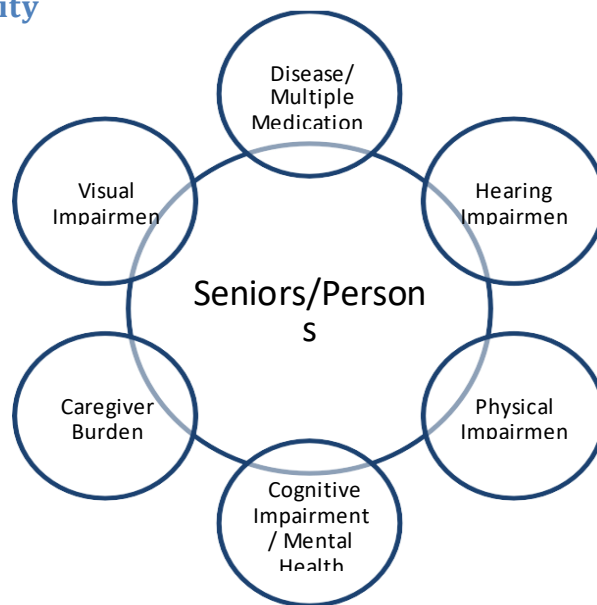 ity
Disease/
Multiple
Medication
Visual
Impairmen
Hearing
Impairmen
Seniors/Person
s
Caregiver
Burden
Physical
Impairmen
Cognitive
Impairment
/ Mental
Health